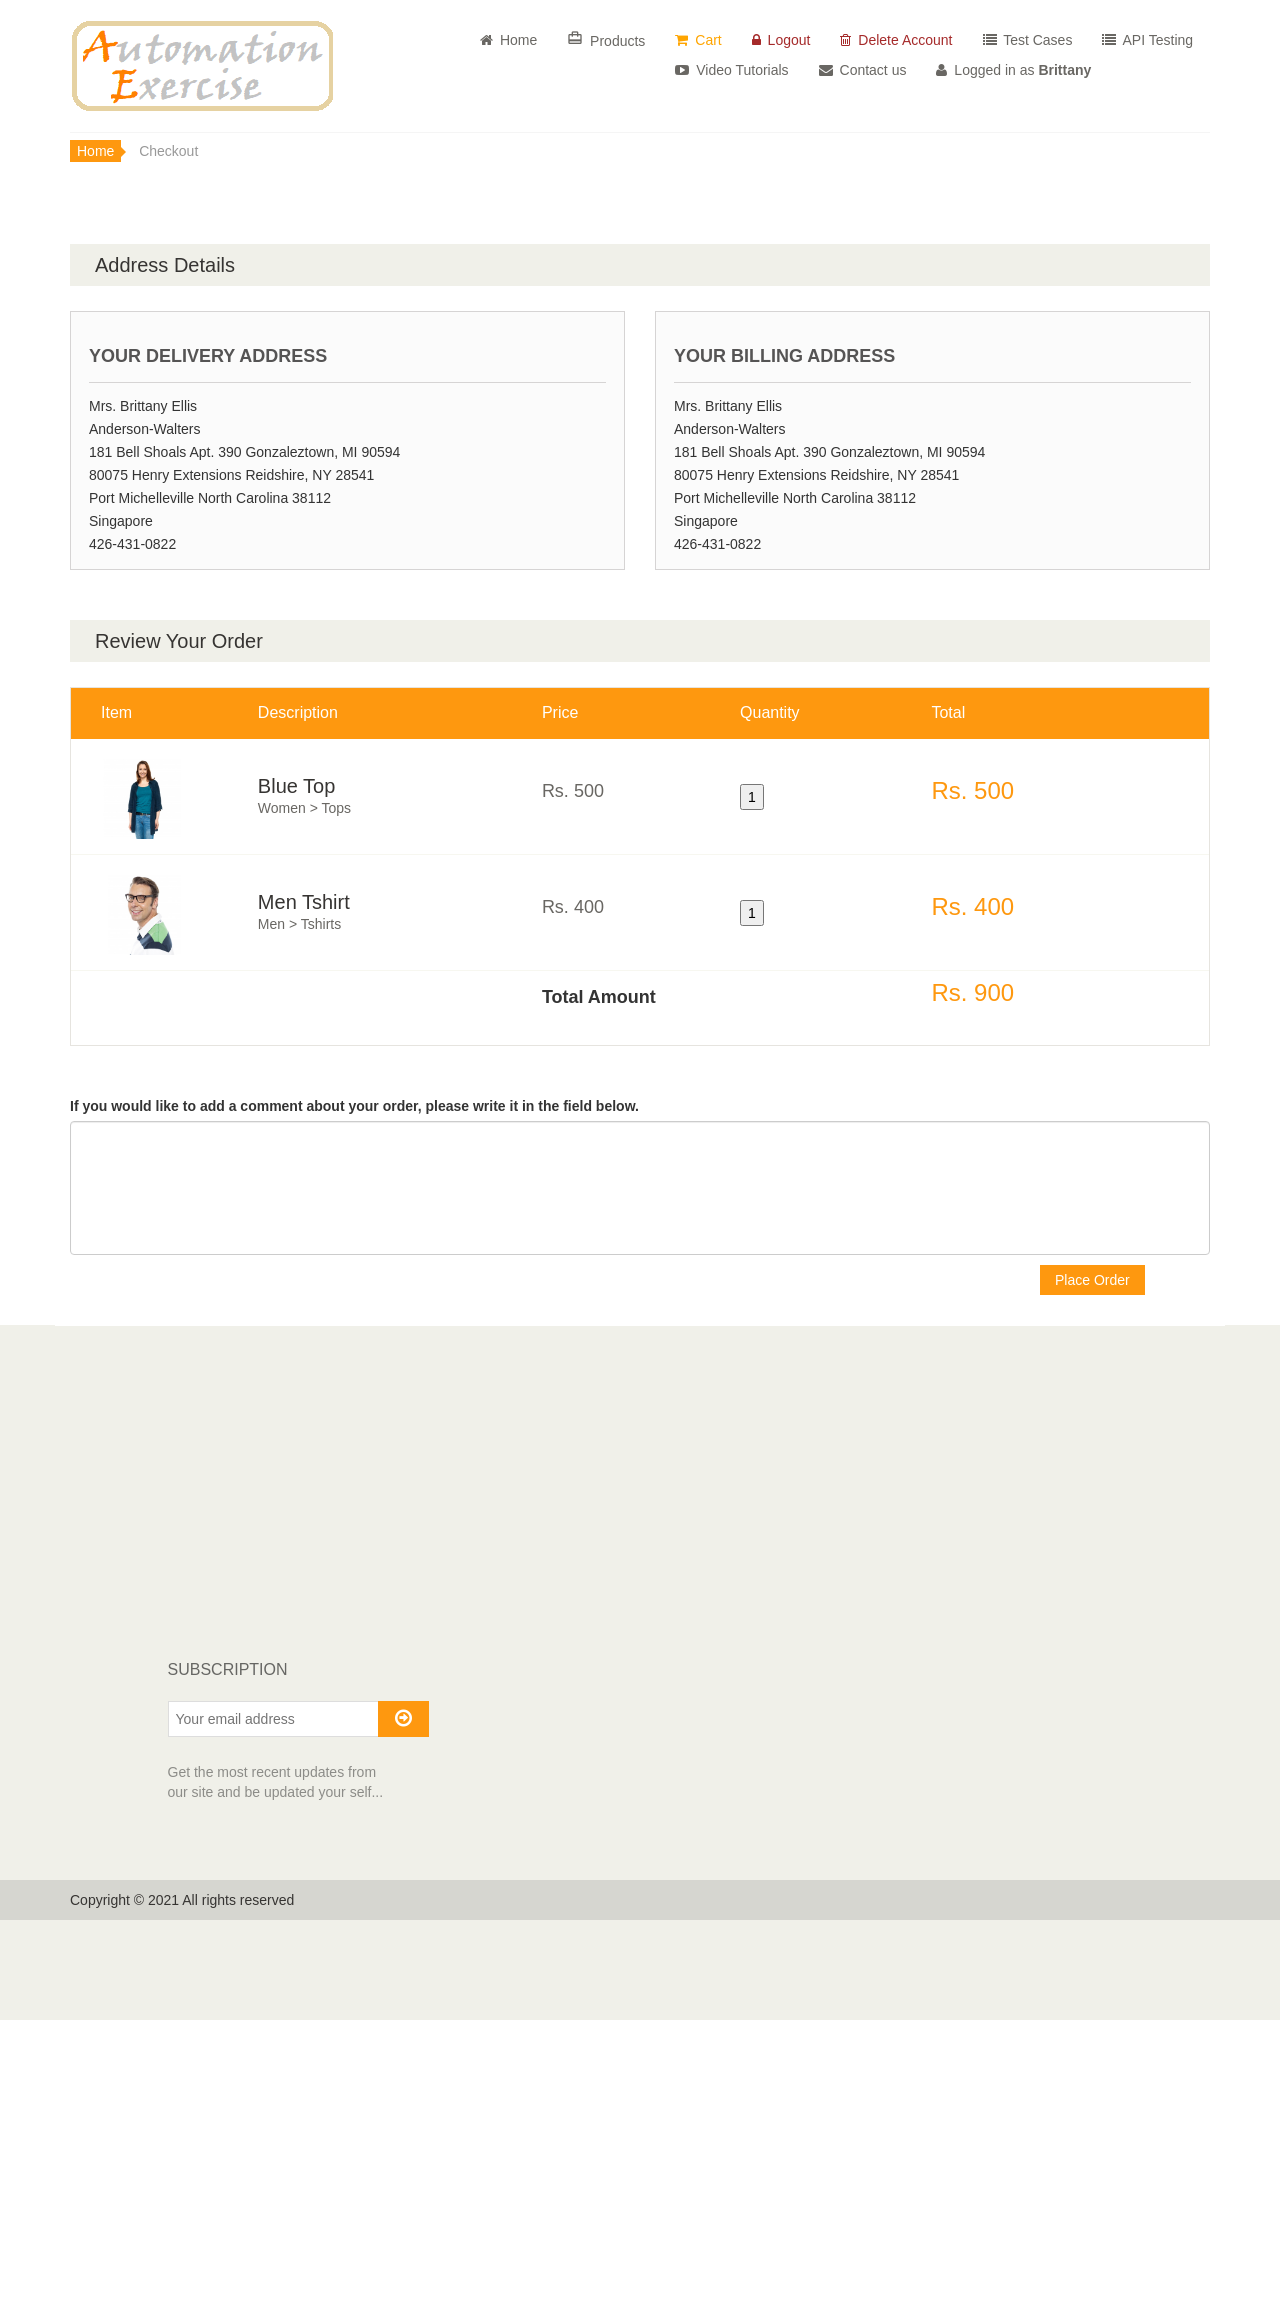 Automation
Exercise
Home
Products
Cart
Logout
Delete Account
Test Cases
API Testing
Video Tutorials
Contact us
Logged in as Brittany
Home
Checkout
Address Details
YOUR DELIVERY ADDRESS
Mrs. Brittany Ellis
Anderson-Walters
181 Bell Shoals Apt. 390 Gonzaleztown, MI 90594
80075 Henry Extensions Reidshire, NY 28541
Port Michelleville North Carolina 38112
Singapore
426-431-0822
YOUR BILLING ADDRESS
Mrs. Brittany Ellis
Anderson-Walters
181 Bell Shoals Apt. 390 Gonzaleztown, MI 90594
80075 Henry Extensions Reidshire, NY 28541
Port Michelleville North Carolina 38112
Singapore
426-431-0822
Review Your Order
Item Description Price Quantity Total
Blue Top
Women > Tops
Rs. 500
1
Rs. 500
Men Tshirt
Men > Tshirts
Rs. 400
1
Rs. 400
Total Amount Rs. 900
If you would like to add a comment about your order, please write it in the field below.
Place Order
SUBSCRIPTION
Your email address
Get the most recent updates from
our site and be updated your self...
Copyright © 2021 All rights reserved